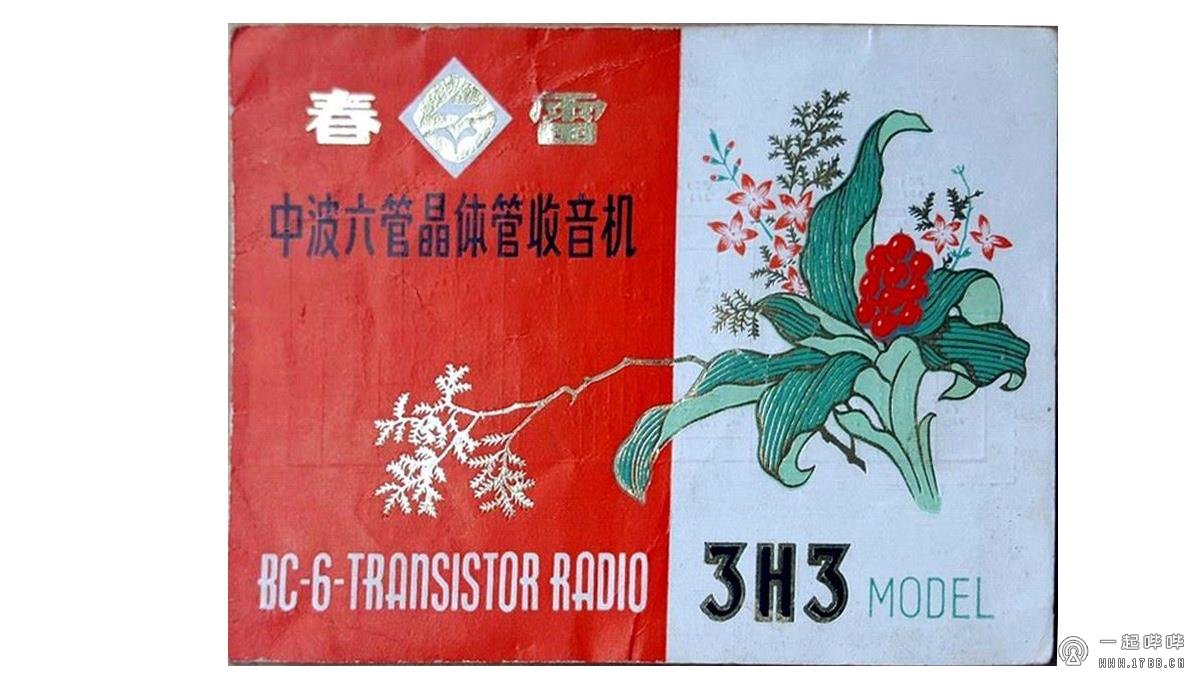 春雷
中波六管晶体管收音机
BC-6-TRANSISTOR RADIO
3H3 MODEL
一起哔哔
WWW.17BB.CN